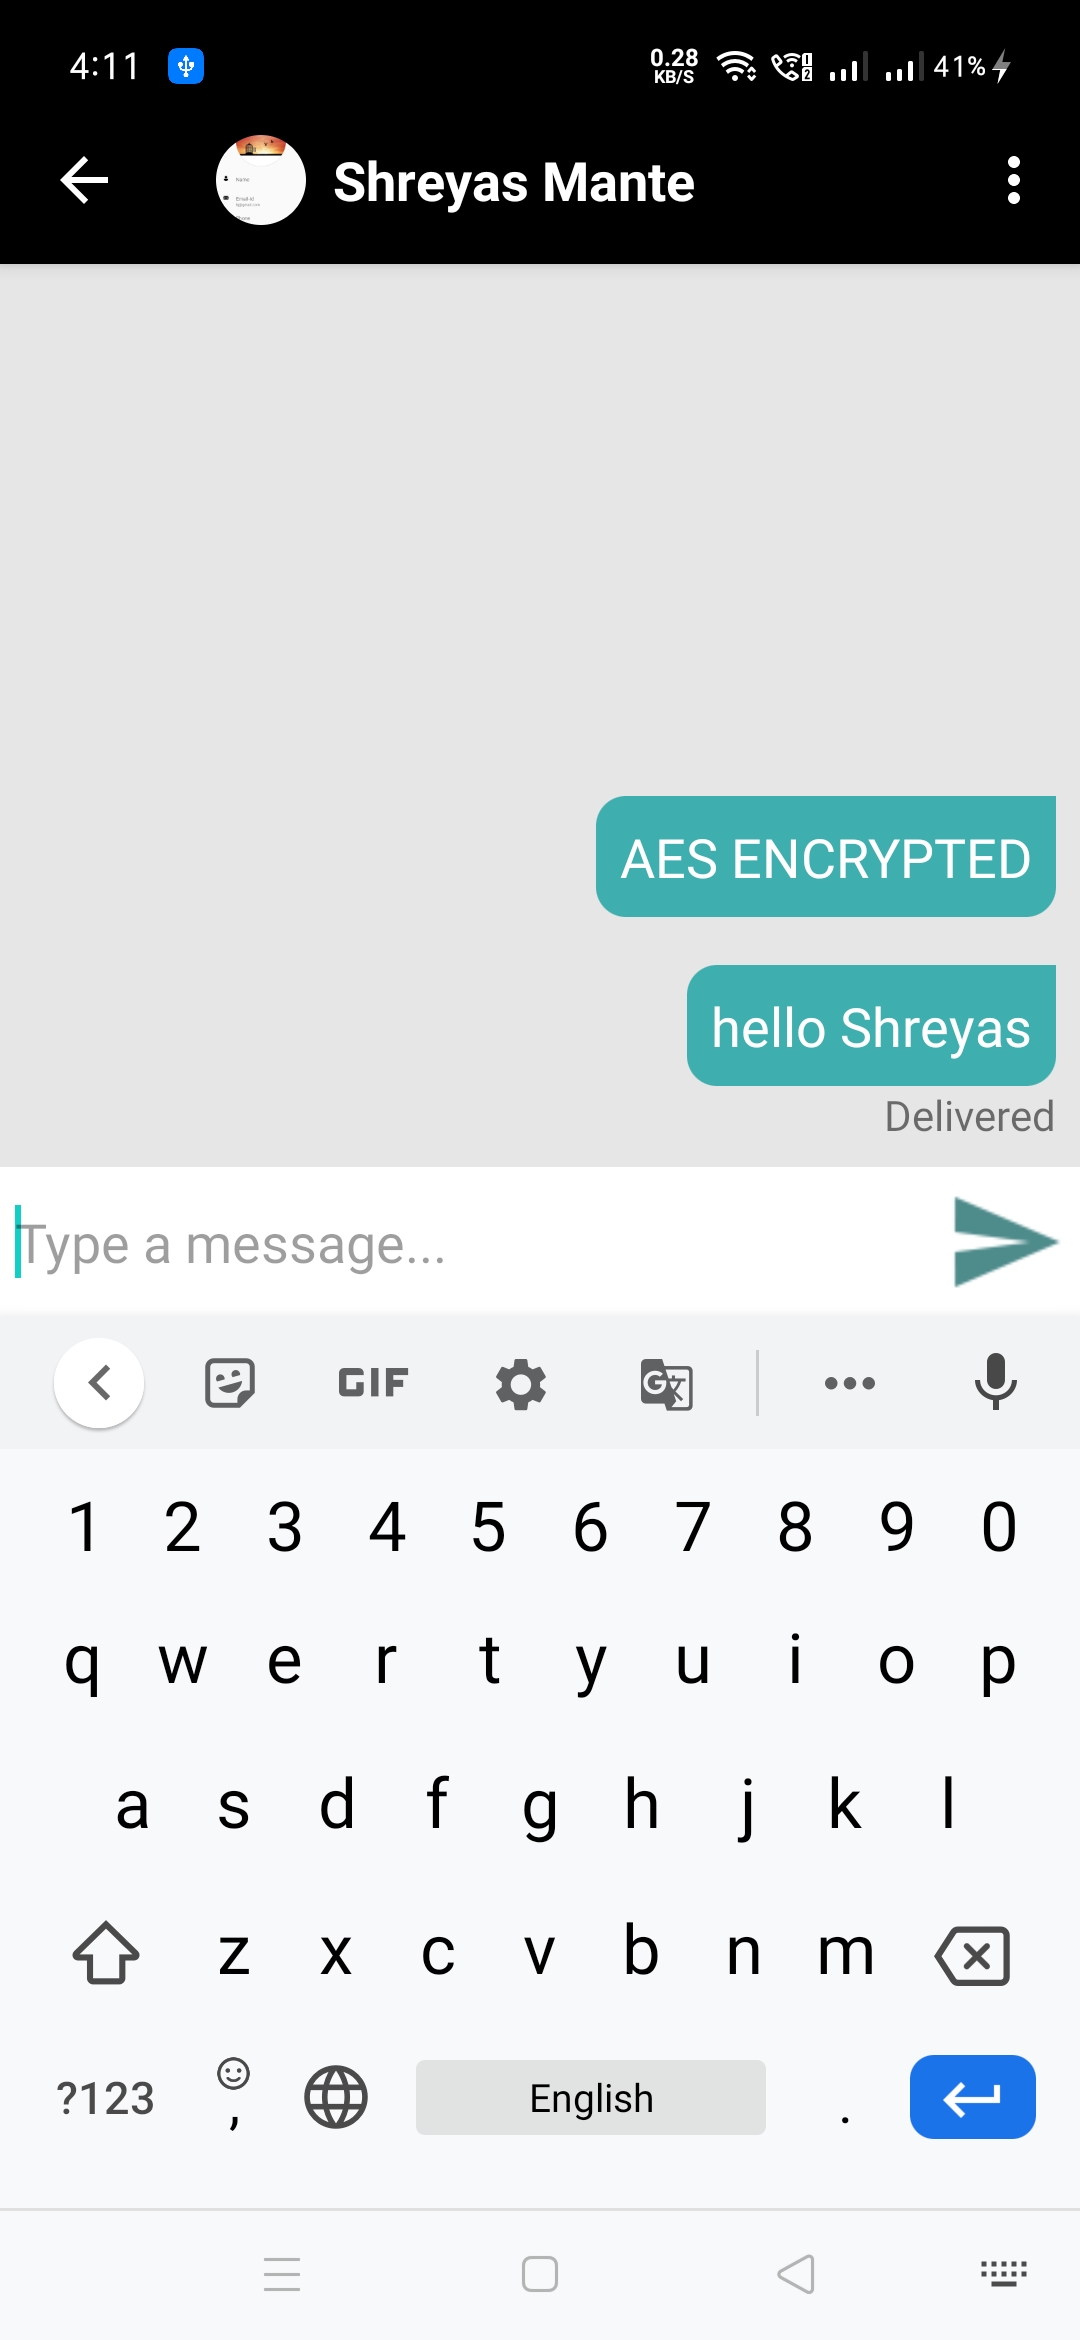 4:11
0.28
KB/S
41%
Shreyas Mante
AES ENCRYPTED
hello Shreyas
Delivered
Type a message...
GIF
1 2 3 4 5 6 7 8 9 0
q w e r t y u i o p
a s d f g h j k l
z x c v b n m
?123 , English .